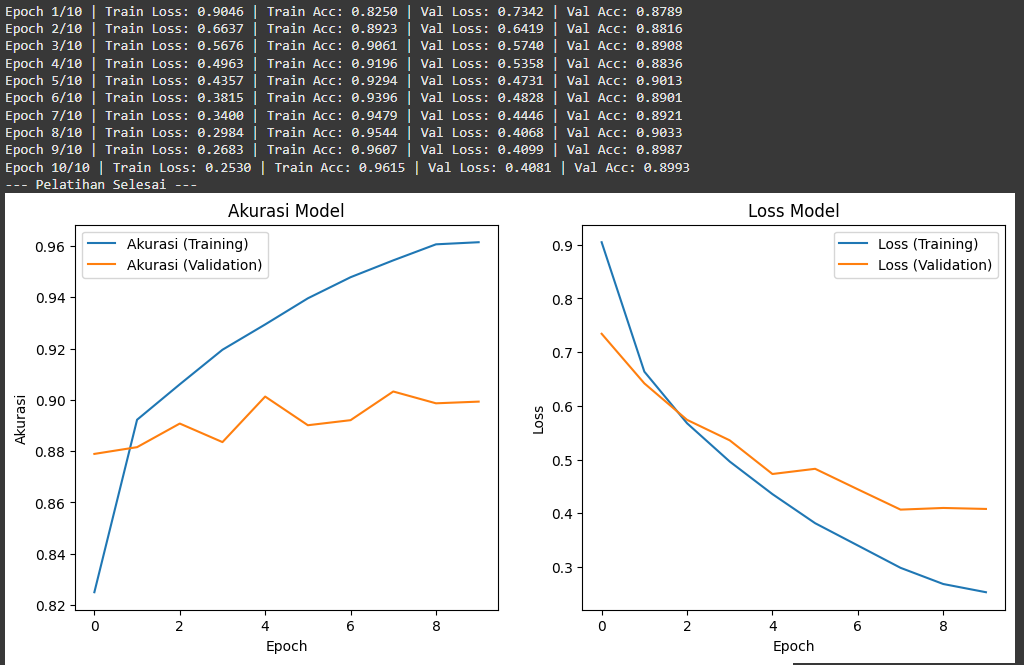 Epoch 1/10 | Train Loss: 0.9046 | Train Acc: 0.8250 | Val Loss: 0.7342 | Val Acc: 0.8789
Epoch 2/10 | Train Loss: 0.6637 | Train Acc: 0.8923 | Val Loss: 0.6419 | Val Acc: 0.8816
Epoch 3/10 | Train Loss: 0.5676 | Train Acc: 0.9061 | Val Loss: 0.5740 | Val Acc: 0.8908
Epoch 4/10 | Train Loss: 0.4963 | Train Acc: 0.9196 | Val Loss: 0.5358 | Val Acc: 0.8836
Epoch 5/10 | Train Loss: 0.4357 | Train Acc: 0.9294 | Val Loss: 0.4731 | Val Acc: 0.9013
Epoch 6/10 | Train Loss: 0.3815 | Train Acc: 0.9396 | Val Loss: 0.4828 | Val Acc: 0.8901
Epoch 7/10 | Train Loss: 0.3400 | Train Acc: 0.9479 | Val Loss: 0.4446 | Val Acc: 0.8921
Epoch 8/10 | Train Loss: 0.2984 | Train Acc: 0.9544 | Val Loss: 0.4068 | Val Acc: 0.9033
Epoch 9/10 | Train Loss: 0.2683 | Train Acc: 0.9607 | Val Loss: 0.4099 | Val Acc: 0.8987
Epoch 10/10 | Train Loss: 0.2530 | Train Acc: 0.9615 | Val Loss: 0.4081 | Val Acc: 0.8993
--- Pelatihan Selesai ---
Akurasi Model
Akurasi (Training)
Akurasi (Validation)
0.96
0.94
0.92
0.90
0.88
0.86
0.84
0.82
Akurasi
0 2 4 6 8
Epoch
Loss Model
Loss (Training)
Loss (Validation)
0.9
0.8
0.7
0.6
0.5
0.4
0.3
Loss
0 2 4 6 8
Epoch